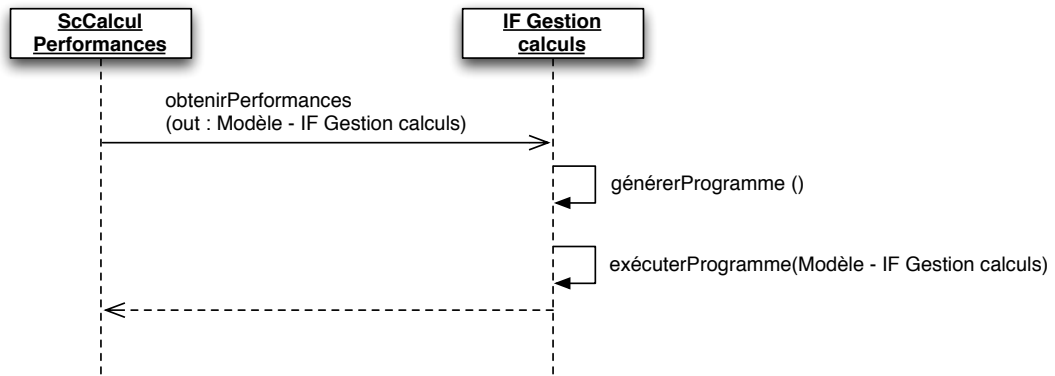 ScCalcul
Performances
IF Gestion
calculs
obtenirPerformances
(out : Modèle - IF Gestion calculs)
générerProgramme ()
exécuterProgramme(Modèle - IF Gestion calculs)